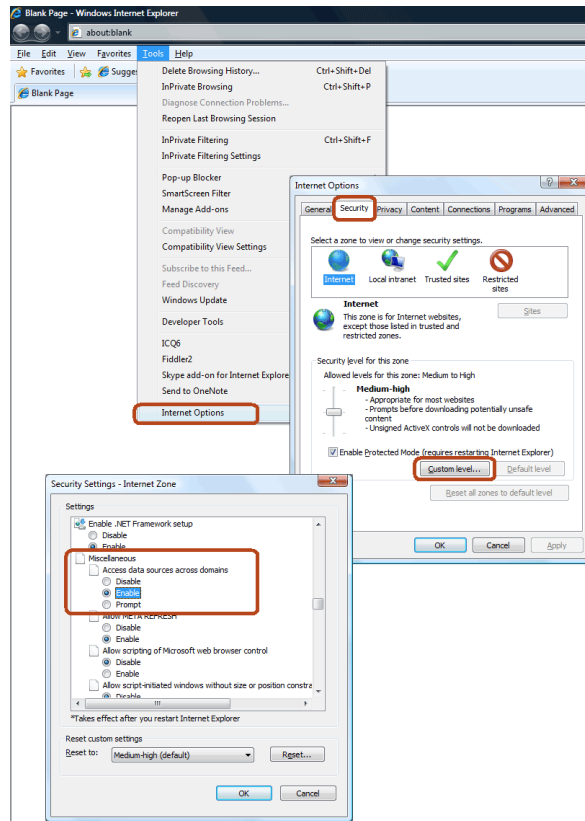 Blank Page - Windows Internet Explorer
about:blank
File Edit View Favorites Tools Help
Favorites Sugge
Blank Page
Delete Browsing History... Ctrl+Shift+Del
InPrivate Browsing Ctrl+Shift+P
Diagnose Connection Problems...
Reopen Last Browsing Session
InPrivate Filtering Ctrl+Shift+F
InPrivate Filtering Settings
Pop-up Blocker
SmartScreen Filter
Manage Add-ons
Compatibility View
Compatibility View Settings
Subscribe to this Feed...
Feed Discovery
Windows Update
Developer Tools
ICQ6
Fiddler2
Skype add-on for Internet Explore
Send to OneNote
Internet Options
Internet Options
General Security Privacy Content Connections Programs Advanced
Select a zone to view or change security settings.
Internet Local intranet Trusted sites Restricted
sites
Internet
This zone is for Internet websites,
except those listed in trusted and
restricted zones.
Sites
Security level for this zone
Allowed levels for this zone: Medium to High
Medium-high
- Appropriate for most websites
- Prompts before downloading potentially unsafe
content
- Unsigned ActiveX controls will not be downloaded
Enable Protected Mode (requires restarting Internet Explorer)
Custom level... Default level
Reset all zones to default level
OK Cancel Apply
Security Settings - Internet Zone
Settings
Enable .NET Framework setup
Disable
Enable
Miscellaneous
Access data sources across domains
Disable
Enable
Prompt
Allow META REFRESH
Disable
Enable
Allow scripting of Microsoft web browser control
Disable
Enable
Allow script-initiated windows without size or position constra
Disable
*Takes effect after you restart Internet Explorer
Reset custom settings
Reset to: Medium-high (default) Reset...
OK Cancel